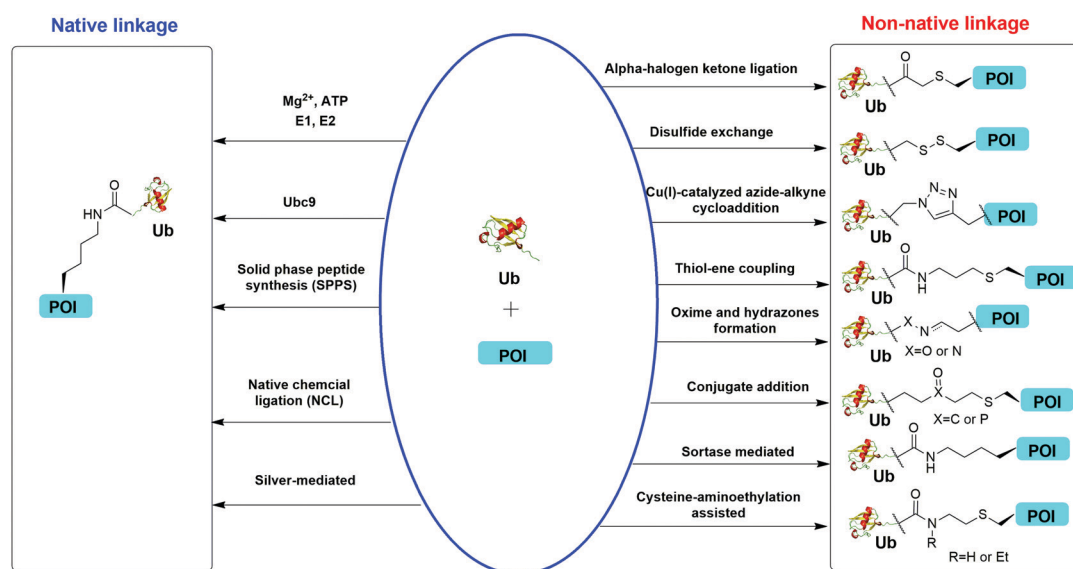 Native linkage
Non-native linkage
Mg2+, ATP
E1, E2
Ubc9
Solid phase peptide
synthesis (SPPS)
Native chemcial
ligation (NCL)
Silver-mediated
O
HN
Ub
POI
Ub
+
POI
Alpha-halogen ketone ligation
Disulfide exchange
Cu(I)-catalyzed azide-alkyne
cycloaddition
Thiol-ene coupling
Oxime and hydrazones
formation
Conjugate addition
Sortase mediated
Cysteine-aminoethylation
assisted
O
S
POI
Ub
S
S
POI
Ub
N
N
N
POI
Ub
O
N
H
S
POI
Ub
X
N
POI
Ub
X=O or N
O
X
S
POI
Ub
X=C or P
O
N
H
POI
Ub
O
N
R
S
POI
Ub
R=H or Et